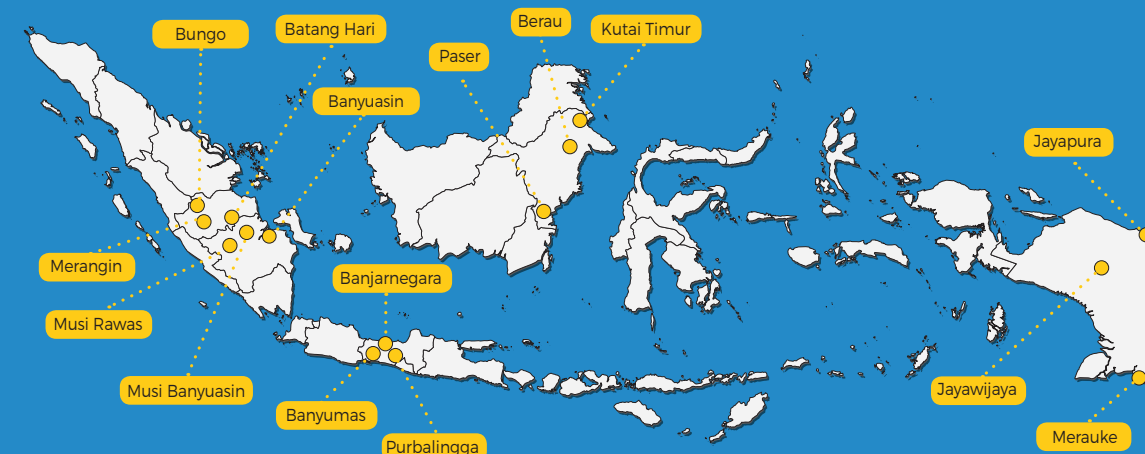 Berau
Bungo
Batang Hari
Kutai Timur
Paser
Banyuasin
Jayapura
Merangin
Banjarnegara
Musi Rawas
Musi Banyuasin
Jayawijaya
Banyumas
Merauke
Purbalingga